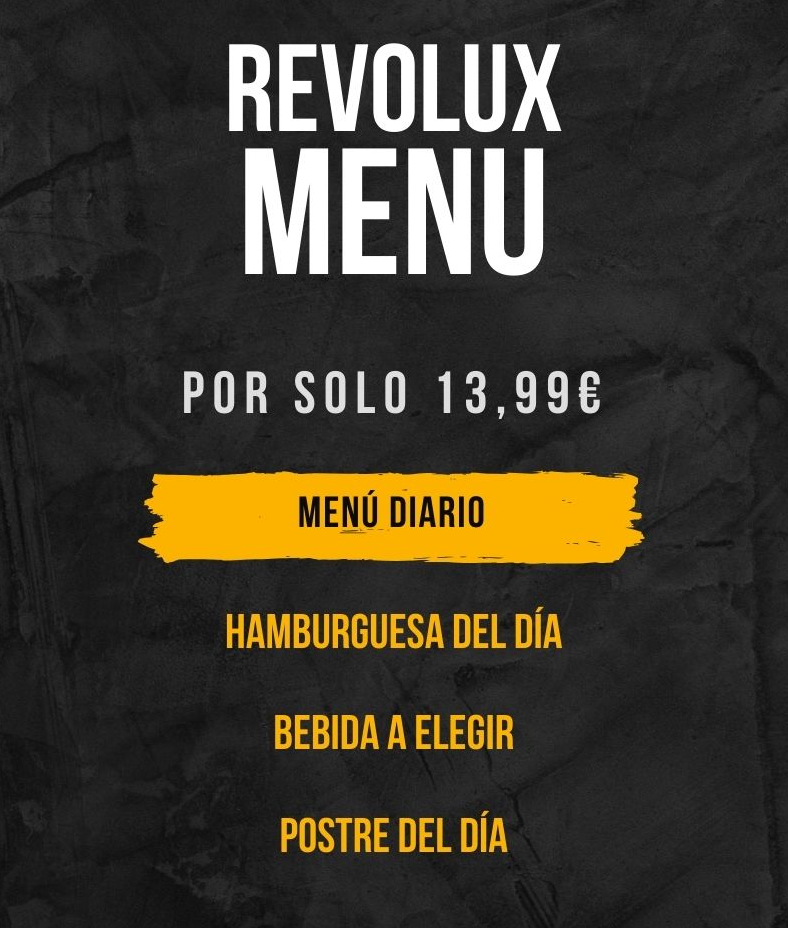 REVOLUX
MENU
POR SOLO 13,99€
MENÚ DIARIO
HAMBURGUESA DEL DÍA
BEBIDA A ELEGIR
POSTRE DEL DÍA